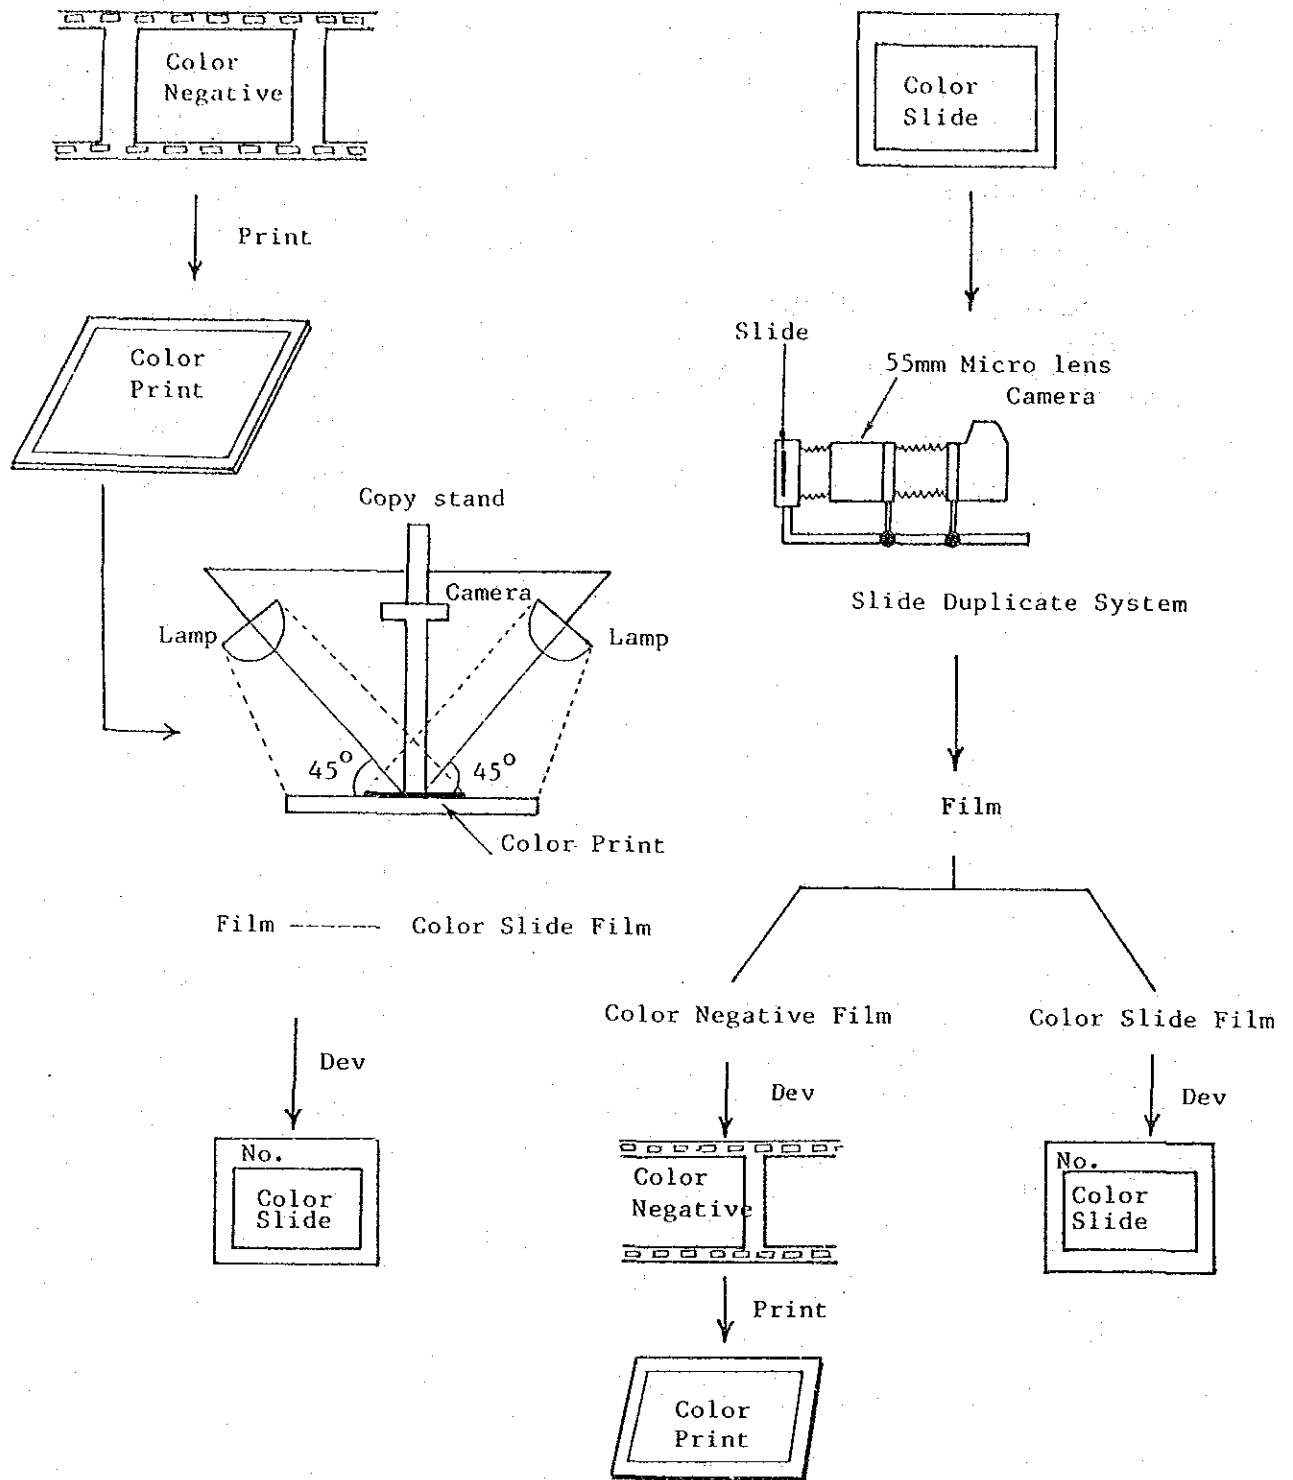 Color
Negative
Print
Color
Print
Copy stand
Camera
Lamp
Lamp
45°
45°
Color Print
Film ------ Color Slide Film
Dev
No.
Color
Slide
Color
Slide
Slide
55mm Micro lens
Camera
Slide Duplicate System
Film
Color Negative Film
Color Slide Film
Dev
Color
Negative
Print
Color
Print
Dev
No.
Color
Slide